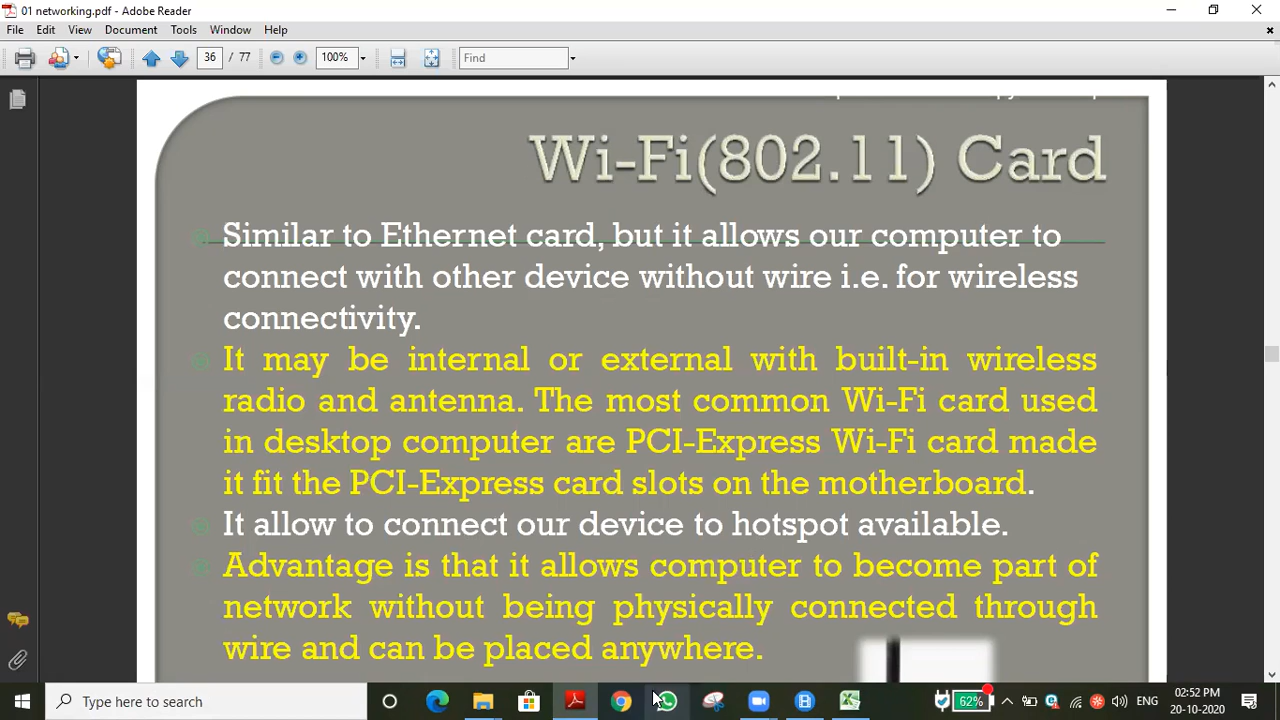 01 networking.pdf - Adobe Reader
File Edit View Document Tools Window Help
36 / 77 100% Find
Wi-Fi(802.11) Card
Similar to Ethernet card, but it allows our computer to
connect with other device without wire i.e. for wireless
connectivity.
It may be internal or external with built-in wireless
radio and antenna. The most common Wi-Fi card used
in desktop computer are PCI-Express Wi-Fi card made
it fit the PCI-Express card slots on the motherboard.
It allow to connect our device to hotspot available.
Advantage is that it allows computer to become part of
network without being physically connected through
wire and can be placed anywhere.
Type here to search
62%
ENG
02:52 PM
20-10-2020